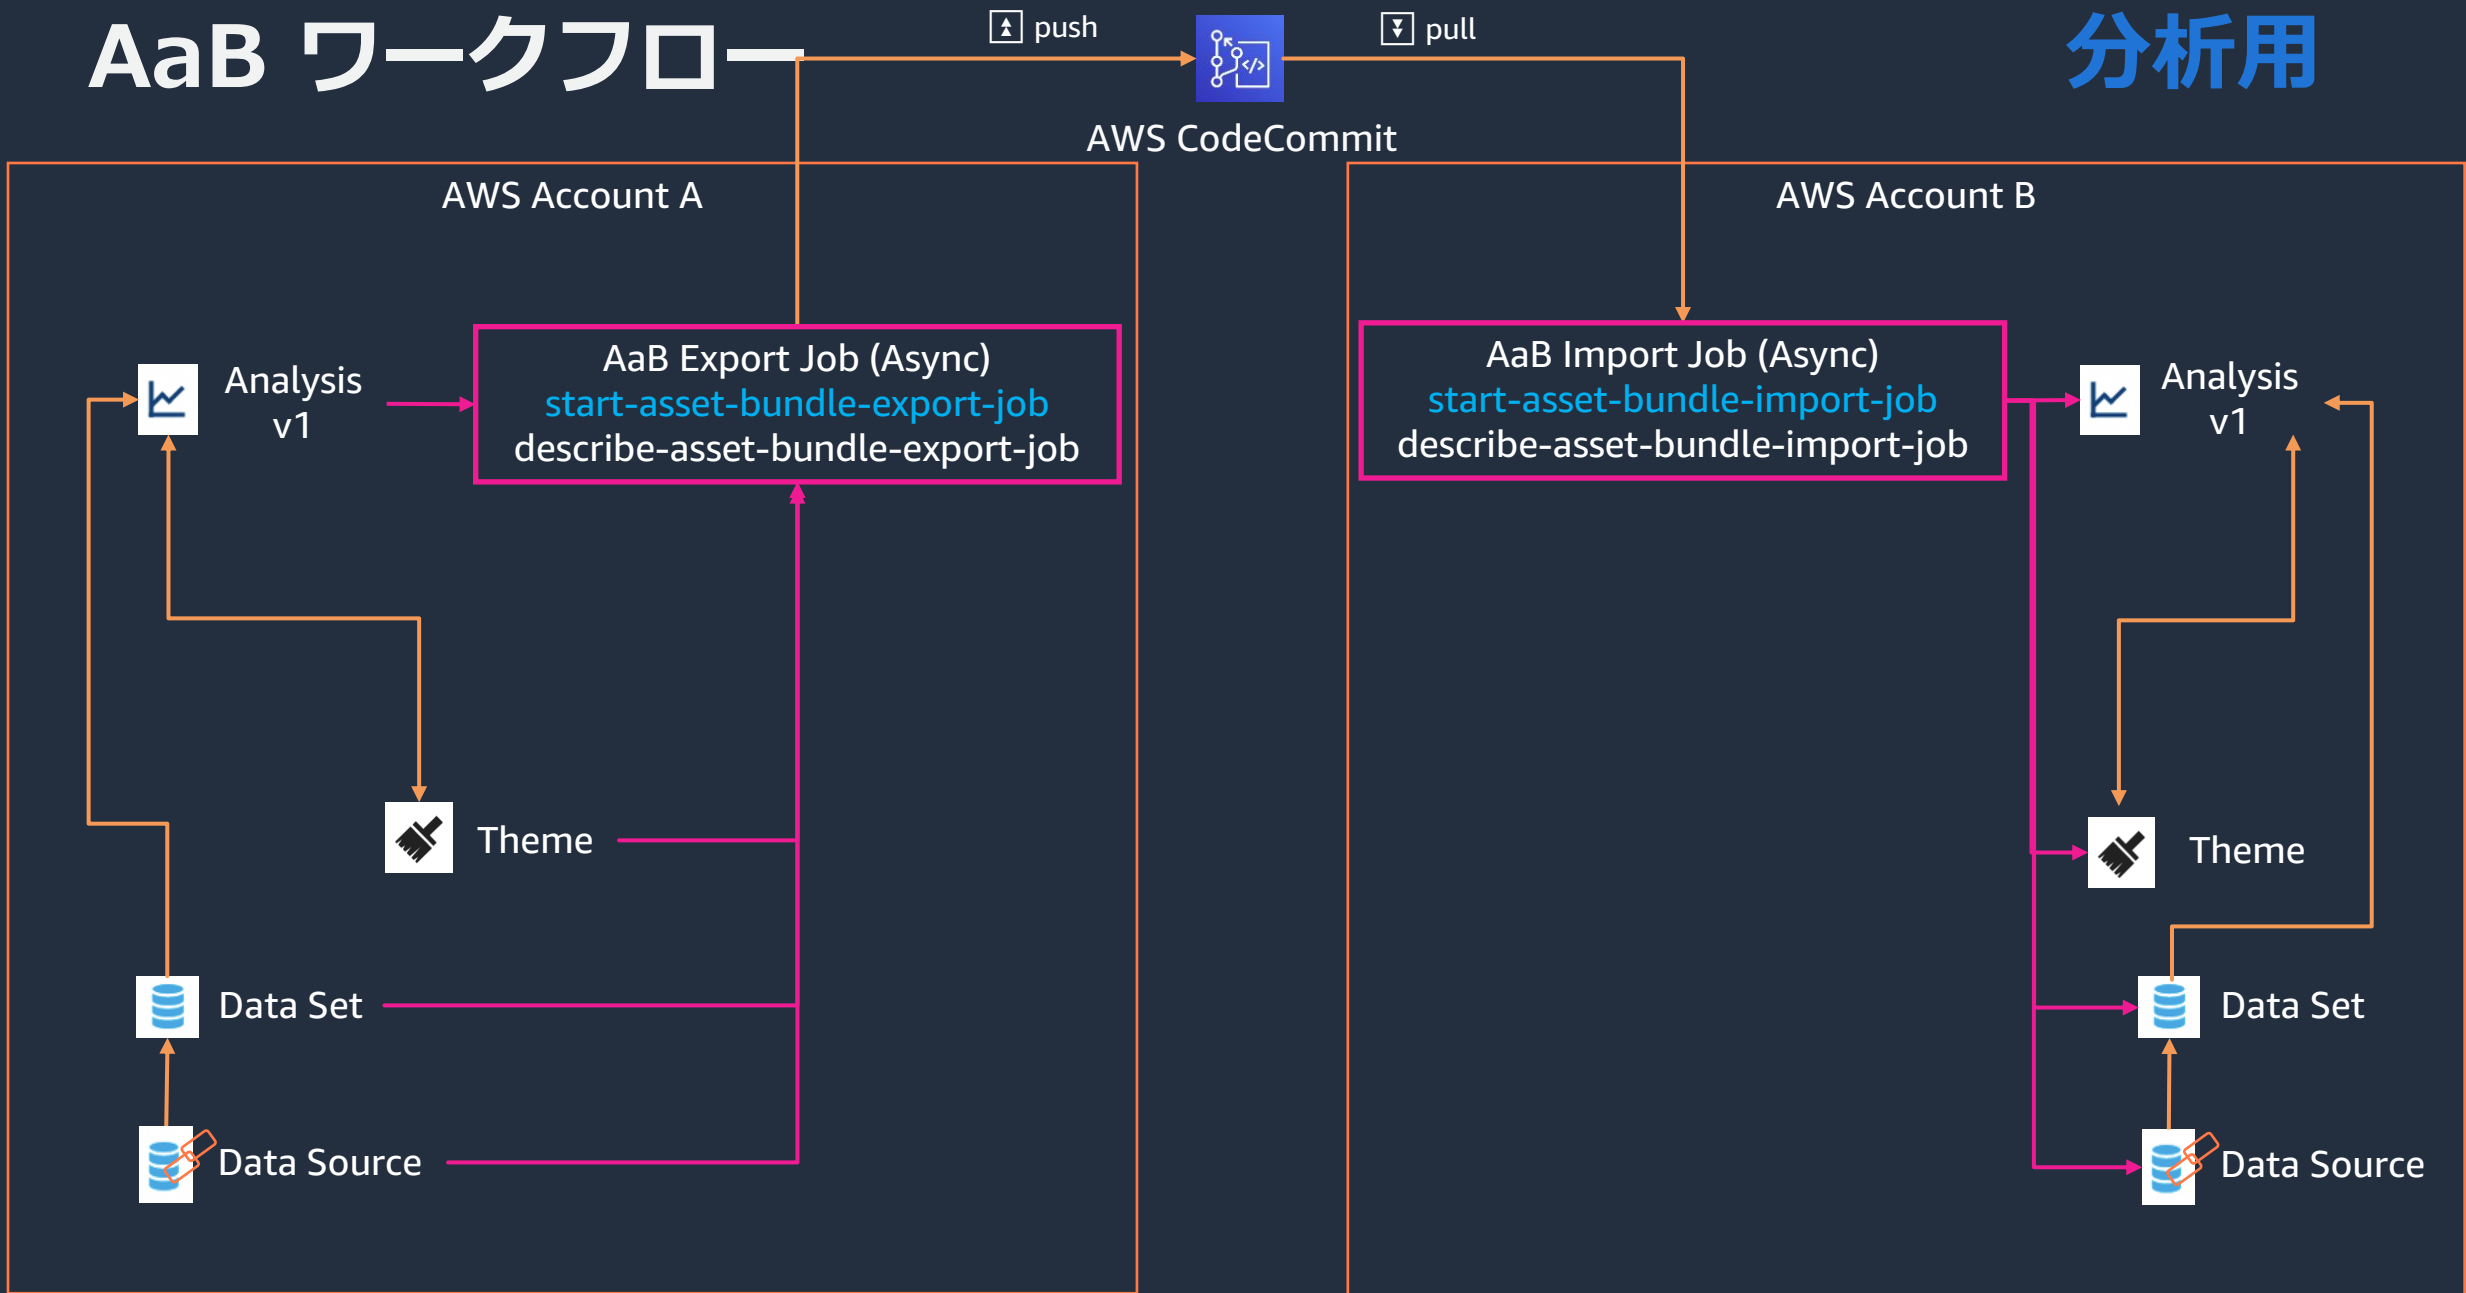 AaB ワークフロー
push
pull
分析用
AWS CodeCommit
AWS Account A
AWS Account B
Analysis
v1
AaB Export Job (Async)
start-asset-bundle-export-job
describe-asset-bundle-export-job
AaB Import Job (Async)
start-asset-bundle-import-job
describe-asset-bundle-import-job
Analysis
v1
Theme
Theme
Data Set
Data Set
Data Source
Data Source